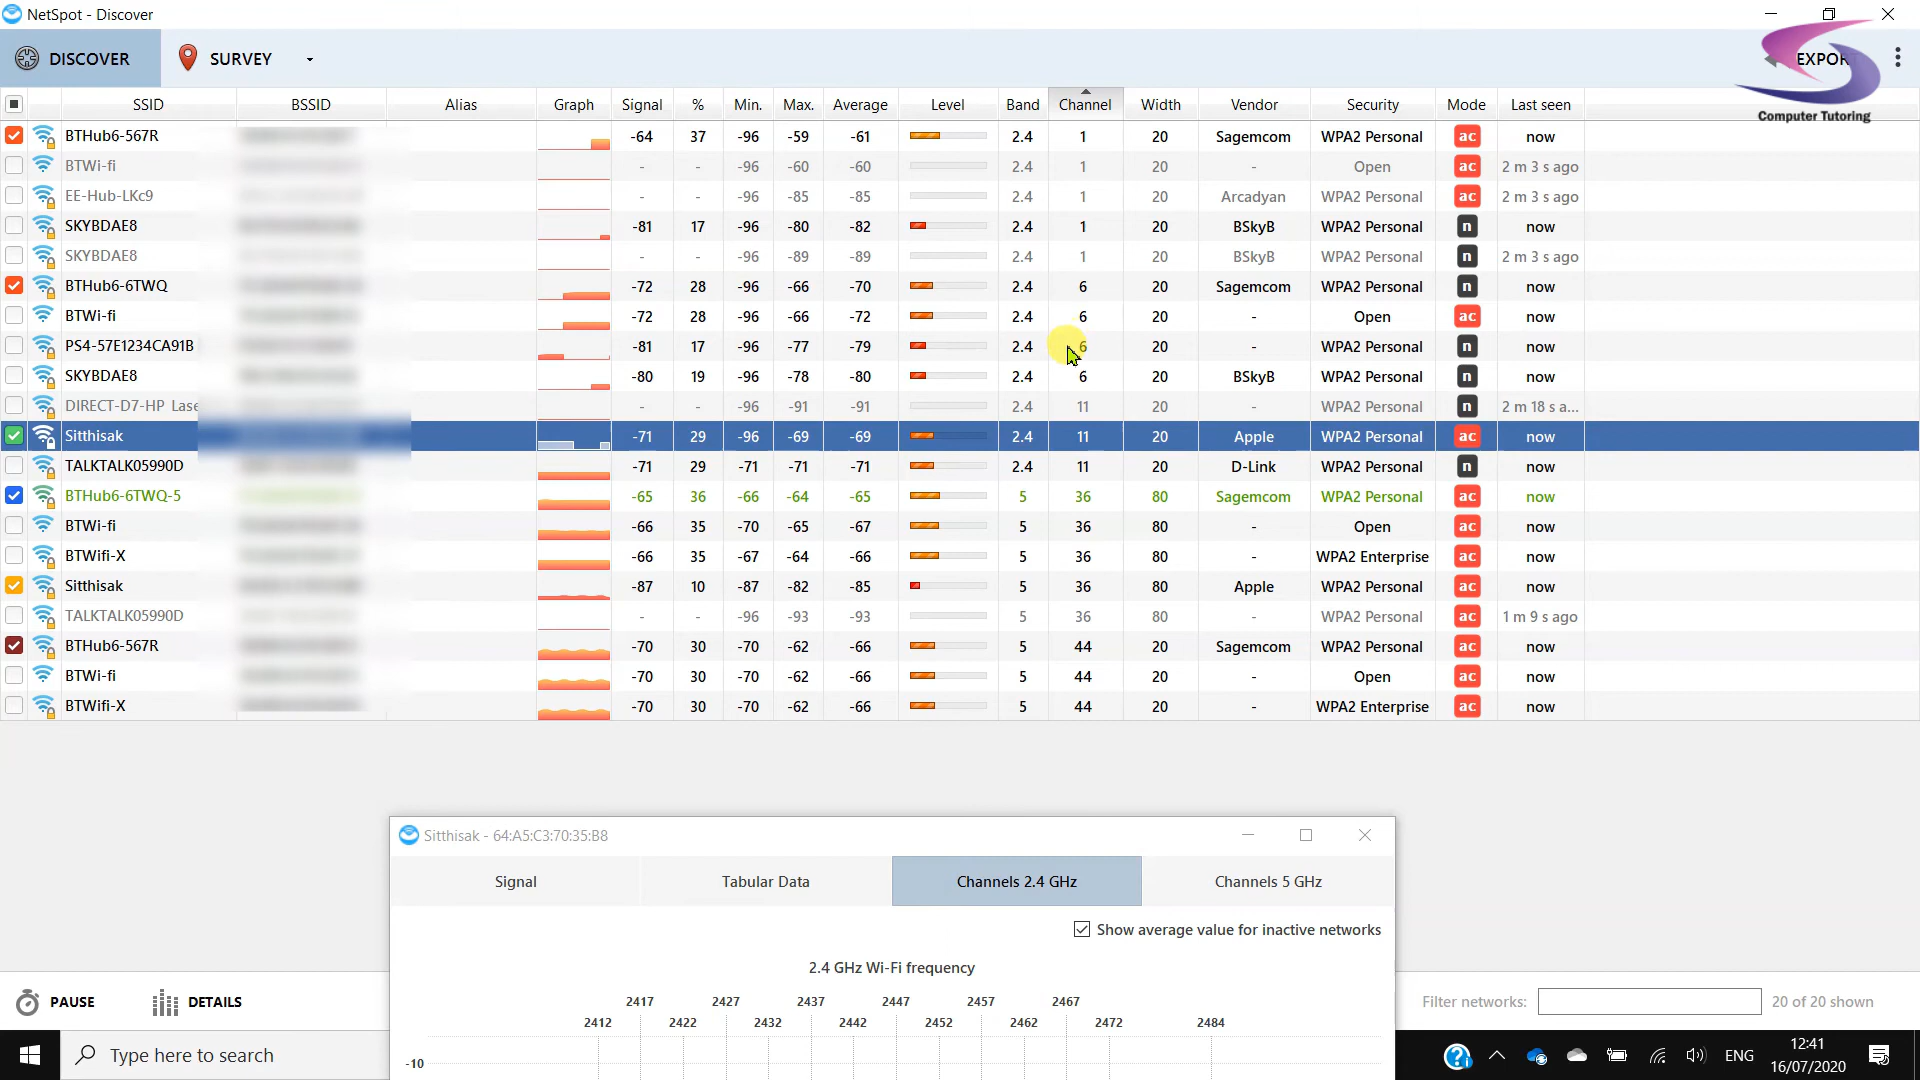 NetSpot - Discover
DISCOVER SURVEY EXPOR
Computer Tutoring
SSID BSSID Alias Graph Signal % Min. Max. Average Level Band Channel Width Vendor Security Mode Last seen
BTHub6-567R -64 37 -96 -59 -61 2.4 1 20 Sagemcom WPA2 Personal ac now
BTWi-fi - - -96 -60 -60 2.4 1 20 - Open ac 2 m 3 s ago
EE-Hub-LKc9 - - -96 -85 -85 2.4 1 20 Arcadyan WPA2 Personal ac 2 m 3 s ago
SKYBDAE8 -81 17 -96 -80 -82 2.4 1 20 BSkyB WPA2 Personal n now
SKYBDAE8 - - -96 -89 -89 2.4 1 20 BSkyB WPA2 Personal n 2 m 3 s ago
BTHub6-6TWQ -72 28 -96 -66 -70 2.4 6 20 Sagemcom WPA2 Personal n now
BTWi-fi -72 28 -96 -66 -72 2.4 6 20 - Open ac now
PS4-57E1234CA91B -81 17 -96 -77 -79 2.4 6 20 - WPA2 Personal n now
SKYBDAE8 -80 19 -96 -78 -80 2.4 6 20 BSkyB WPA2 Personal n now
DIRECT-D7-HP Lase - - -96 -91 -91 2.4 11 20 - WPA2 Personal n 2 m 18 s a...
Sitthisak -71 29 -96 -69 -69 2.4 11 20 Apple WPA2 Personal ac now
TALKTALK05990D -71 29 -71 -71 -71 2.4 11 20 D-Link WPA2 Personal n now
BTHub6-6TWQ-5 -65 36 -66 -64 -65 5 36 80 Sagemcom WPA2 Personal ac now
BTWi-fi -66 35 -70 -65 -67 5 36 80 - Open ac now
BTWifi-X -66 35 -67 -64 -66 5 36 80 - WPA2 Enterprise ac now
Sitthisak -87 10 -87 -82 -85 5 36 80 Apple WPA2 Personal ac now
TALKTALK05990D - - -96 -93 -93 5 36 80 - WPA2 Personal ac 1 m 9 s ago
BTHub6-567R -70 30 -70 -62 -66 5 44 20 Sagemcom WPA2 Personal ac now
BTWi-fi -70 30 -70 -62 -66 5 44 20 - Open ac now
BTWifi-X -70 30 -70 -62 -66 5 44 20 - WPA2 Enterprise ac now
Sitthisak - 64:A5:C3:70:35:B8
Signal Tabular Data Channels 2.4 GHz Channels 5 GHz
Show average value for inactive networks
2.4 GHz Wi-Fi frequency
2417 2427 2437 2447 2457 2467
2412 2422 2432 2442 2452 2462 2472 2484
-10
PAUSE DETAILS Filter networks: 20 of 20 shown
Type here to search ENG 12:41
16/07/2020